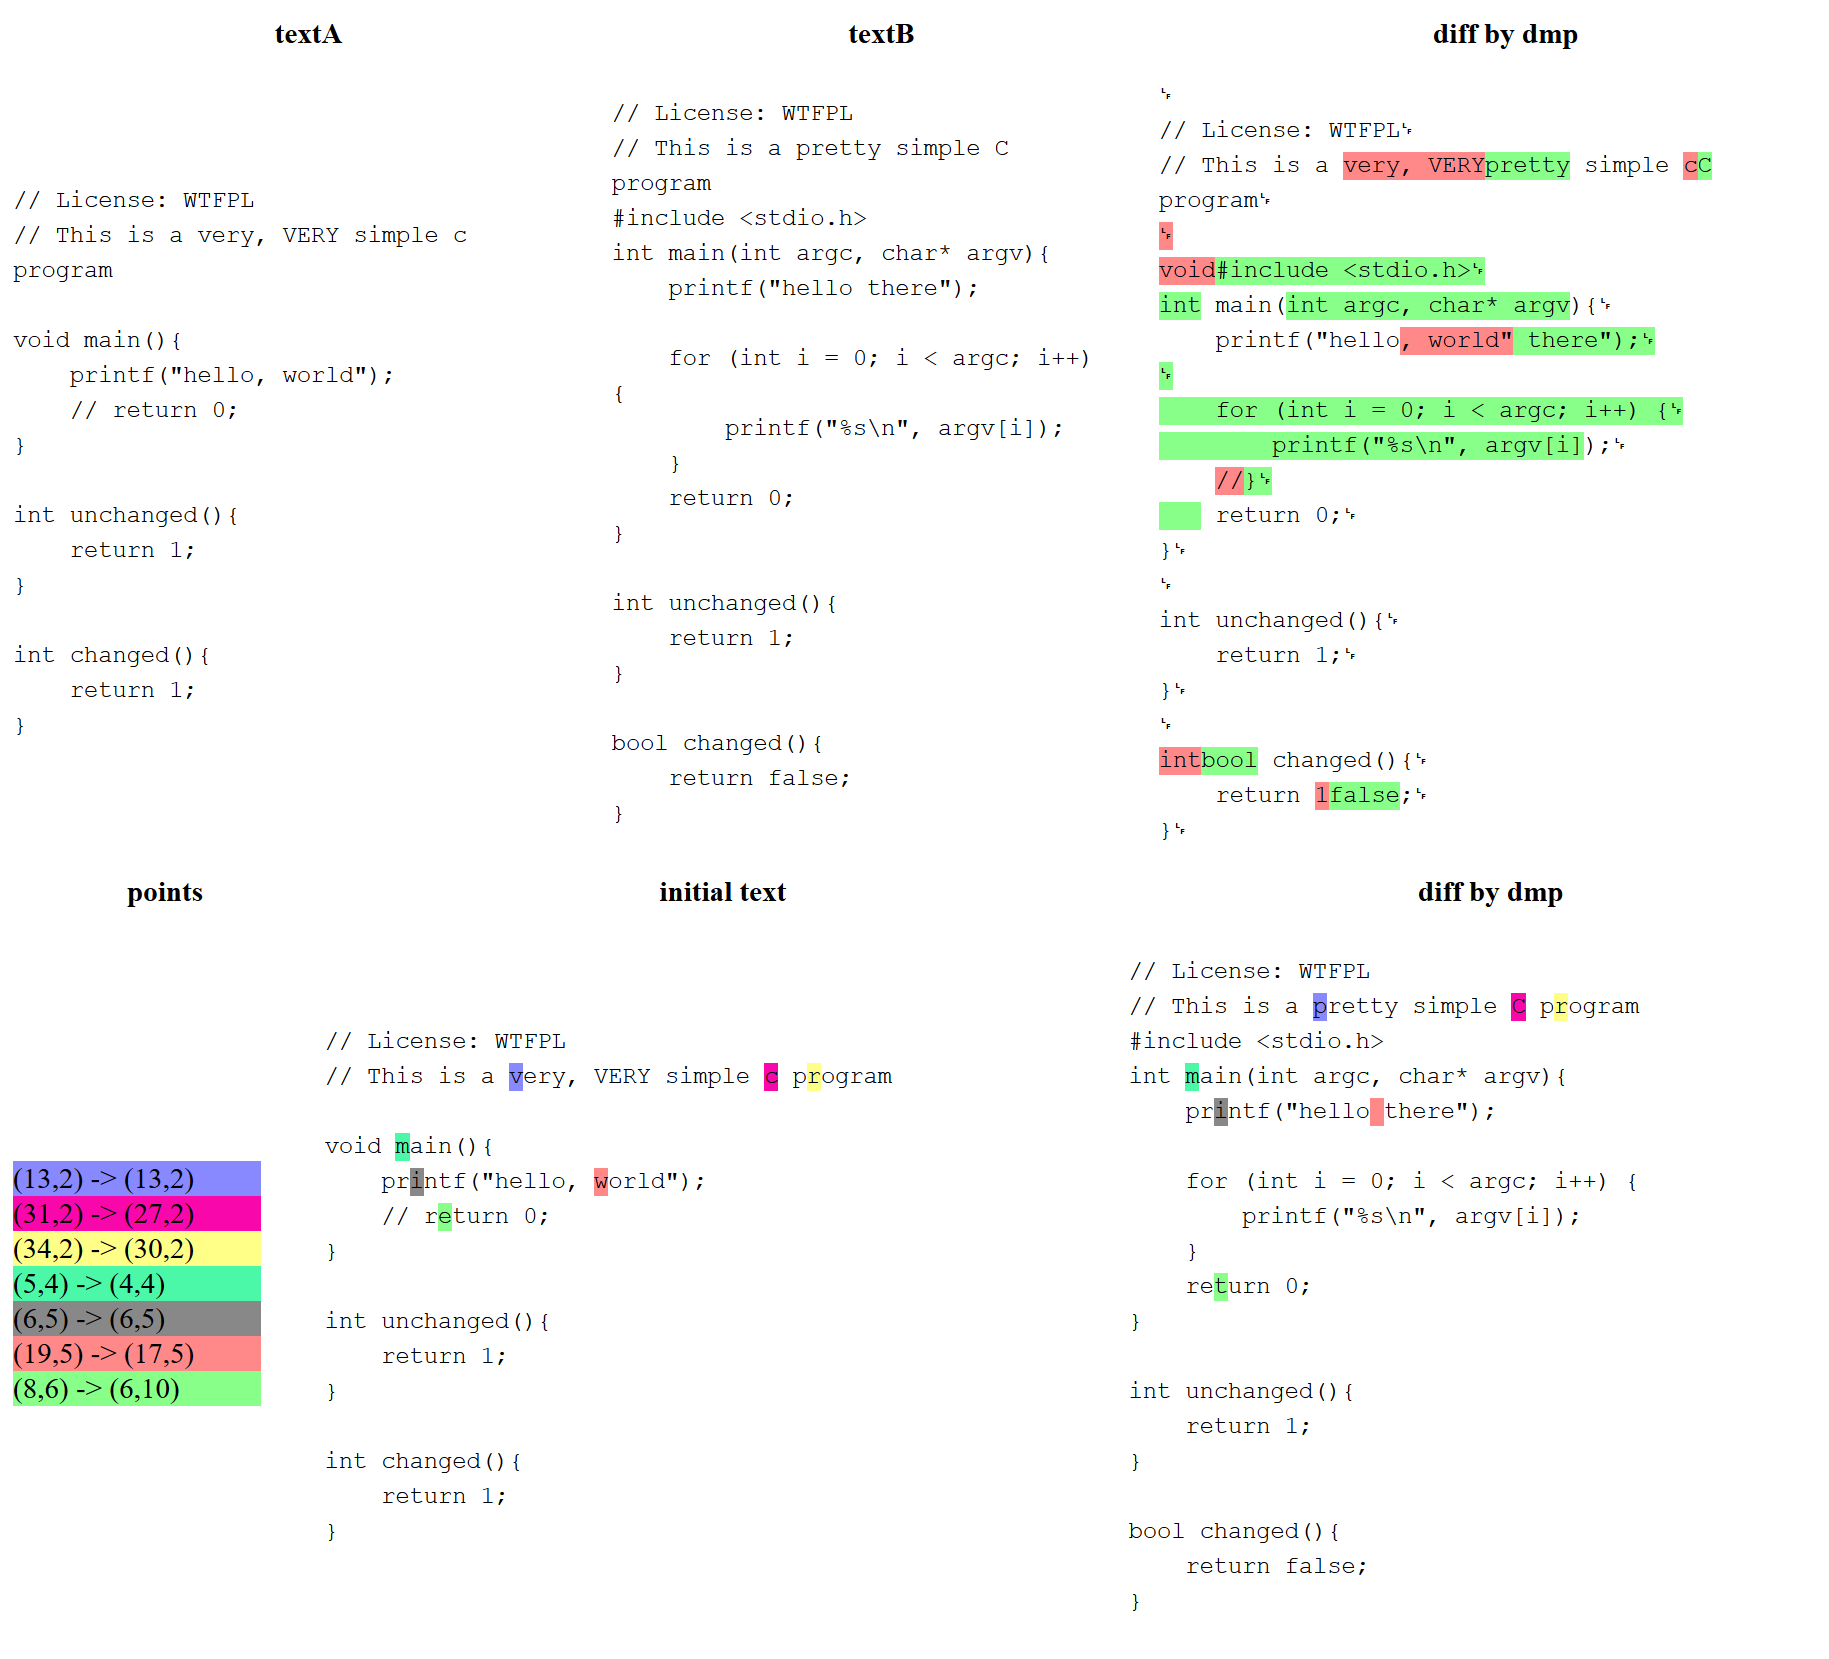 textA
// License: WTFPL
// This is a very, VERY simple c
program
void main(){
    printf("hello, world");
    // return 0;
}
int unchanged(){
    return 1;
}
int changed(){
    return 1;
}
textB
// License: WTFPL
// This is a pretty simple C
program
#include <stdio.h>
int main(int argc, char* argv){
    printf("hello there");
    for (int i = 0; i < argc; i++)
{
        printf("%s\n", argv[i]);
    }
    return 0;
}
int unchanged(){
    return 1;
}
bool changed(){
    return false;
}
diff by dmp
␊
// License: WTFPL␊
// This is a very, VERYpretty simple cC
program␊
␊
void#include <stdio.h>␊
int main(int argc, char* argv){␊
    printf("hello, world" there");␊
␊
    for (int i = 0; i < argc; i++) {␊
        printf("%s\n", argv[i]);␊
    //}␊
    return 0;␊
}␊
␊
int unchanged(){␊
    return 1;␊
}␊
␊
intbool changed(){␊
    return 1false;␊
}␊
points
(13,2) -> (13,2)
(31,2) -> (27,2)
(34,2) -> (30,2)
(5,4) -> (4,4)
(6,5) -> (6,5)
(19,5) -> (17,5)
(8,6) -> (6,10)
initial text
// License: WTFPL
// This is a very, VERY simple c program
void main(){
    printf("hello, world");
    // return 0;
}
int unchanged(){
    return 1;
}
int changed(){
    return 1;
}
diff by dmp
// License: WTFPL
// This is a pretty simple C program
#include <stdio.h>
int main(int argc, char* argv){
    printf("hello there");
    for (int i = 0; i < argc; i++) {
        printf("%s\n", argv[i]);
    }
    return 0;
}
int unchanged(){
    return 1;
}
bool changed(){
    return false;
}